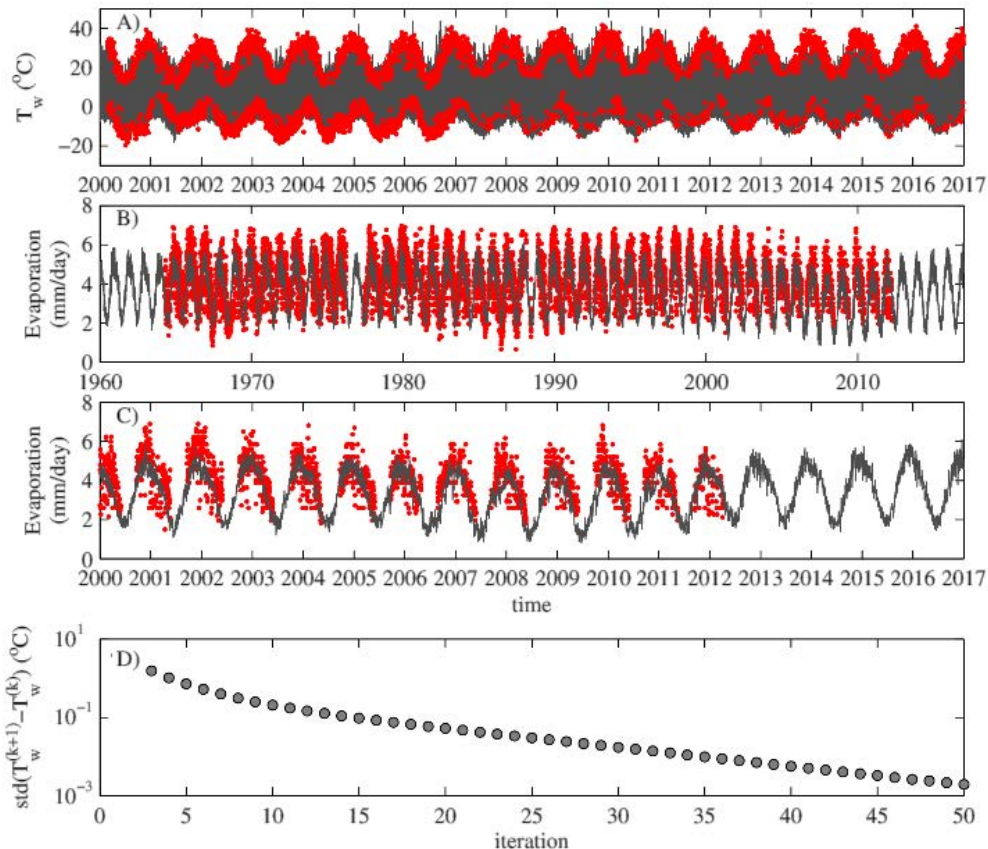 A)
40
20
0
−20
T_w (°C)
2000 2001 2002 2003 2004 2005 2006 2007 2008 2009 2010 2011 2012 2013 2014 2015 2016 2017
B)
8
6
4
2
0
Evaporation
(mm/day)
1960 1970 1980 1990 2000 2010
C)
8
6
4
2
0
Evaporation
(mm/day)
2000 2001 2002 2003 2004 2005 2006 2007 2008 2009 2010 2011 2012 2013 2014 2015 2016 2017
time
'D)
10^1
10^−1
10^−3
std(T_w^(k+1)−T_w^(k)) (°C)
0 5 10 15 20 25 30 35 40 45 50
iteration